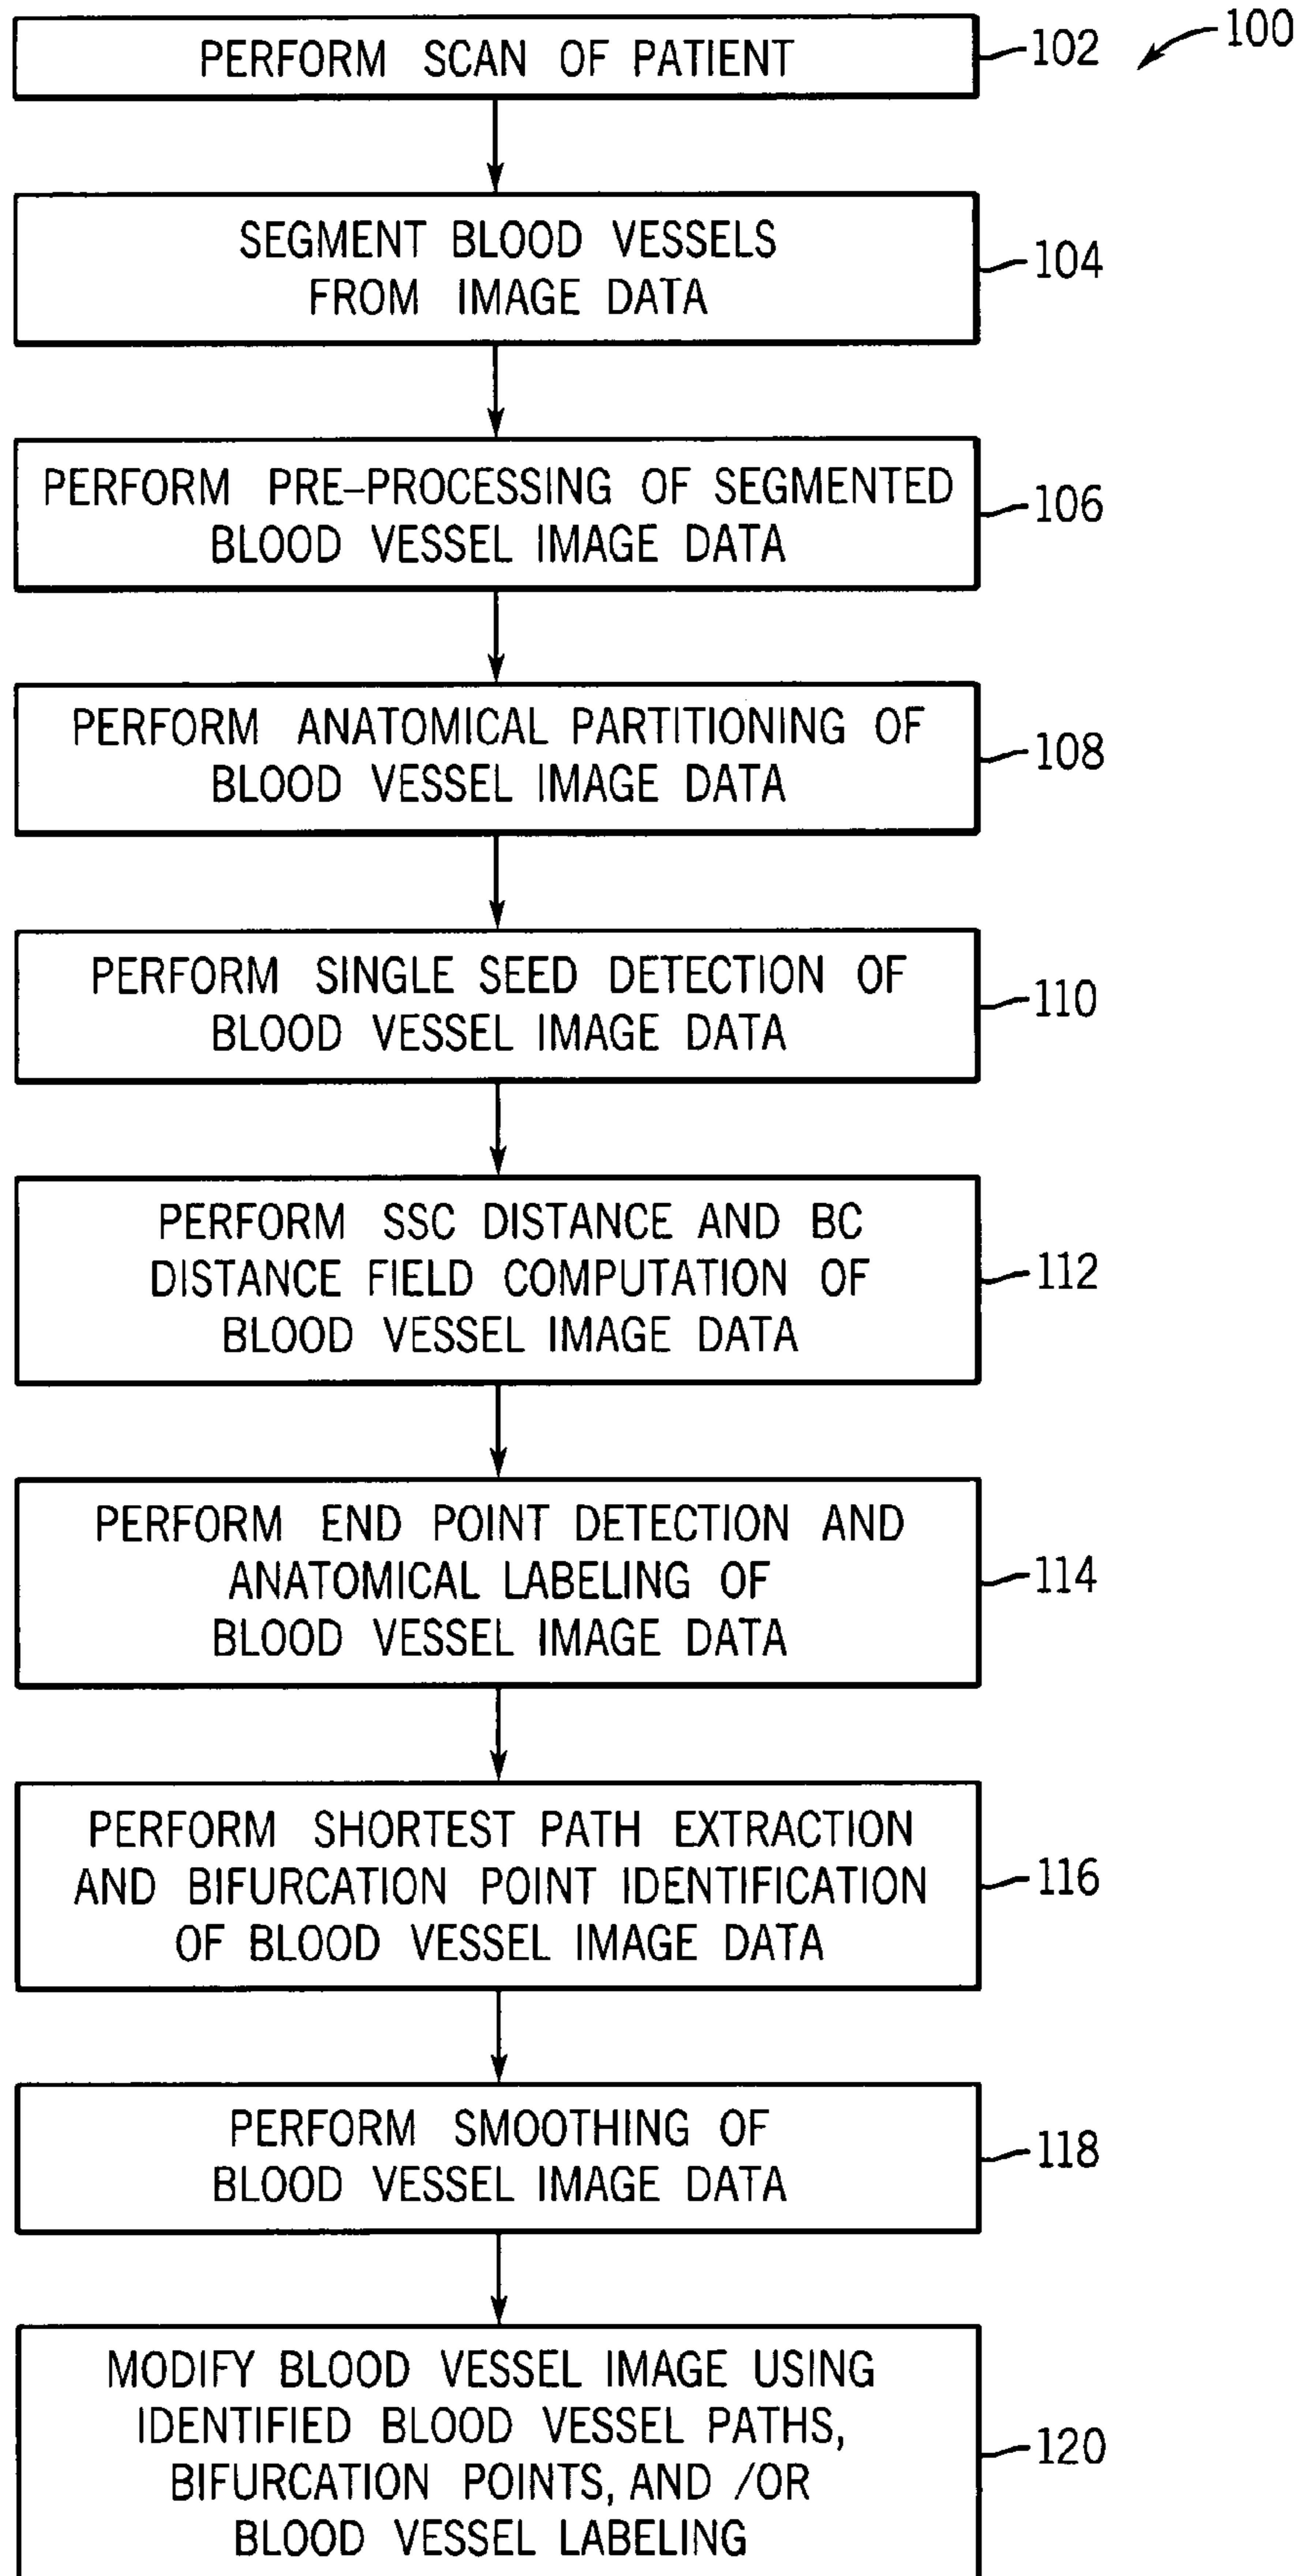 100
PERFORM SCAN OF PATIENT
102
SEGMENT BLOOD VESSELS
FROM IMAGE DATA
104
PERFORM PRE-PROCESSING OF SEGMENTED
BLOOD VESSEL IMAGE DATA
106
PERFORM ANATOMICAL PARTITIONING OF
BLOOD VESSEL IMAGE DATA
108
PERFORM SINGLE SEED DETECTION OF
BLOOD VESSEL IMAGE DATA
110
PERFORM SSC DISTANCE AND BC
DISTANCE FIELD COMPUTATION OF
BLOOD VESSEL IMAGE DATA
112
PERFORM END POINT DETECTION AND
ANATOMICAL LABELING OF
BLOOD VESSEL IMAGE DATA
114
PERFORM SHORTEST PATH EXTRACTION
AND BIFURCATION POINT IDENTIFICATION
OF BLOOD VESSEL IMAGE DATA
116
PERFORM SMOOTHING OF
BLOOD VESSEL IMAGE DATA
118
MODIFY BLOOD VESSEL IMAGE USING
IDENTIFIED BLOOD VESSEL PATHS,
BIFURCATION POINTS, AND /OR
BLOOD VESSEL LABELING
120